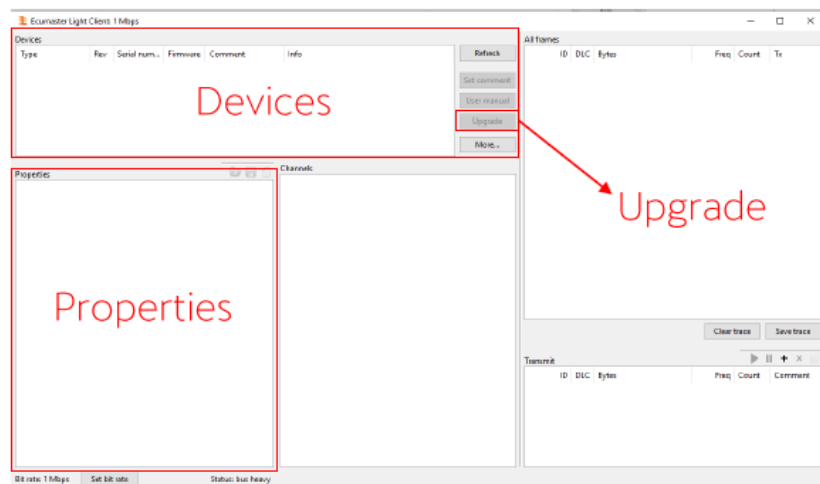 Ecumaster Light Client 1 Mbps
Devices
Type Rev Serial num... Firmware Comment Info
Refresh
Set comment
User manual
Upgrade
More...
Devices
All frames
ID DLC Bytes Freq Count Tx
Upgrade
Clear trace Save trace
Properties
Properties
Channels
Transmit
ID DLC Bytes Freq Count Comment
Bit rate: 1 Mbps Set bit rate Status: bus heavy